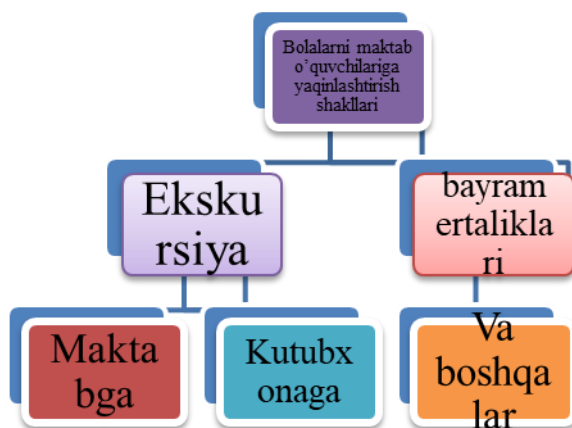 Bolalarni maktab
o’quvchilariga
yaqinlashtirish
shakllari
Eksku
rsiya
bayram
ertalikla
ri
Makta
bga
Kutubx
onaga
Va
boshqa
lar